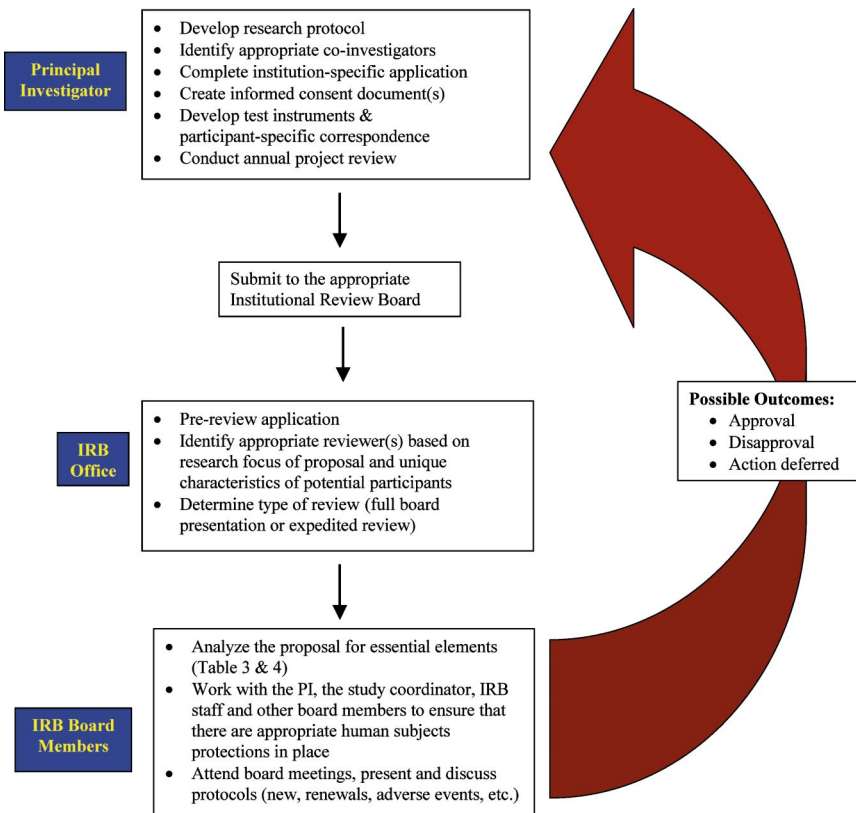 Principal
Investigator
• Develop research protocol
• Identify appropriate co-investigators
• Complete institution-specific application
• Create informed consent document(s)
• Develop test instruments &
participant-specific correspondence
• Conduct annual project review
Submit to the appropriate
Institutional Review Board
IRB
Office
• Pre-review application
• Identify appropriate reviewer(s) based on
research focus of proposal and unique
characteristics of potential participants
• Determine type of review (full board
presentation or expedited review)
Possible Outcomes:
• Approval
• Disapproval
• Action deferred
IRB Board
Members
• Analyze the proposal for essential elements
(Table 3 & 4)
• Work with the PI, the study coordinator, IRB
staff and other board members to ensure that
there are appropriate human subjects
protections in place
• Attend board meetings, present and discuss
protocols (new, renewals, adverse events, etc.)